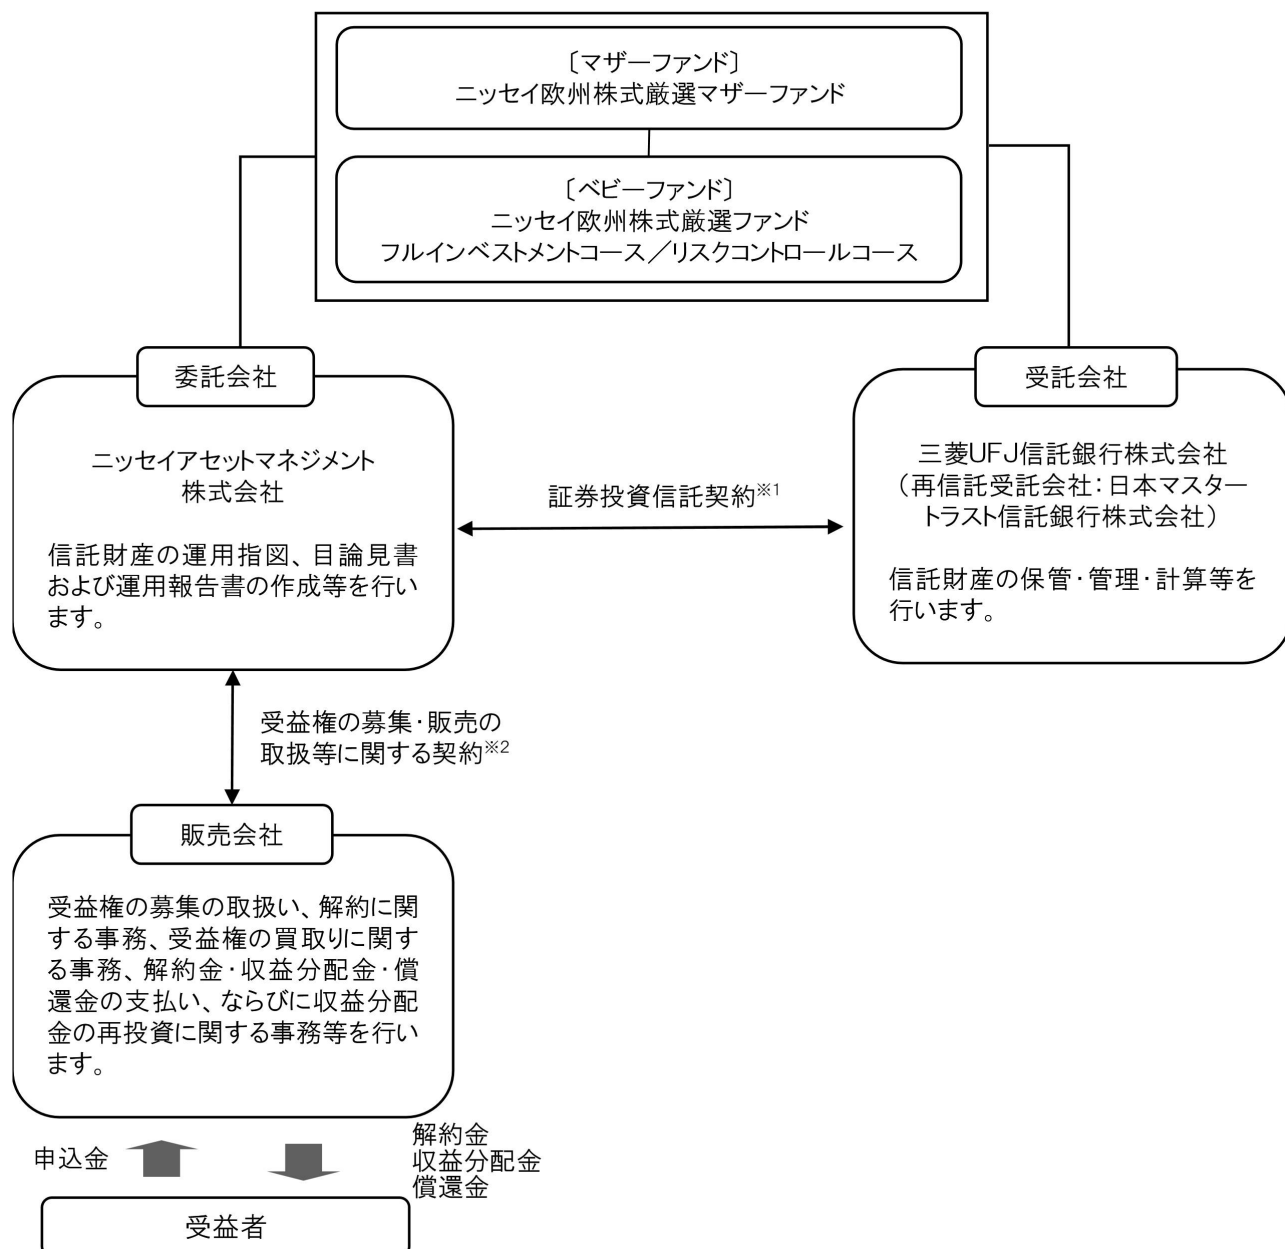 〔マザーファンド〕
ニッセイ欧州株式厳選マザーファンド
〔ベビーファンド〕
ニッセイ欧州株式厳選ファンド
フルインベストメントコース／リスクコントロールコース
委託会社
ニッセイアセットマネジメント
株式会社
信託財産の運用指図、目論見書
および運用報告書の作成等を行い
ます。
証券投資信託契約※1
受託会社
三菱UFJ信託銀行株式会社
（再信託受託会社：日本マスター
トラスト信託銀行株式会社）
信託財産の保管・管理・計算等を
行います。
受益権の募集・販売の
取扱等に関する契約※2
販売会社
受益権の募集の取扱い、解約に関
する事務、受益権の買取りに関す
る事務、解約金・収益分配金・償
還金の支払い、ならびに収益分配
金の再投資に関する事務等を行い
ます。
申込金
解約金
収益分配金
償還金
受益者